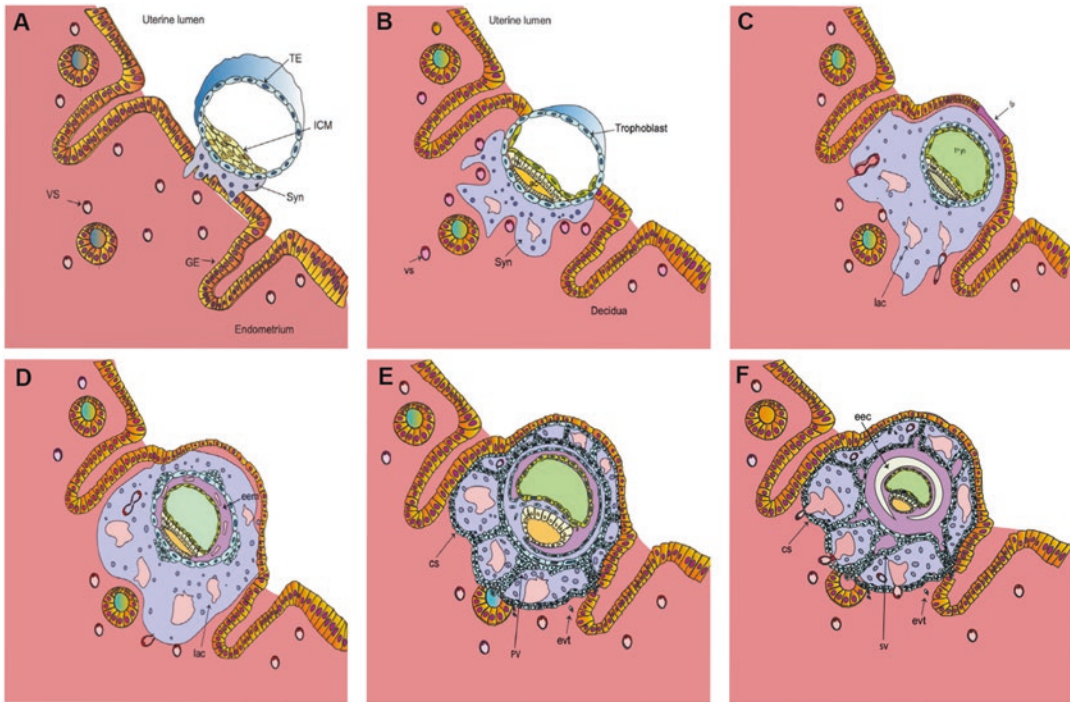 A
Uterine lumen
TE
ICM
Syn
VS
GE
Endometrium
B
Uterine lumen
Trophoblast
Syn
vs
Decidua
C
lac
D
eem
lac
E
cs
PV
evt
F
eec
cs
sv
evt